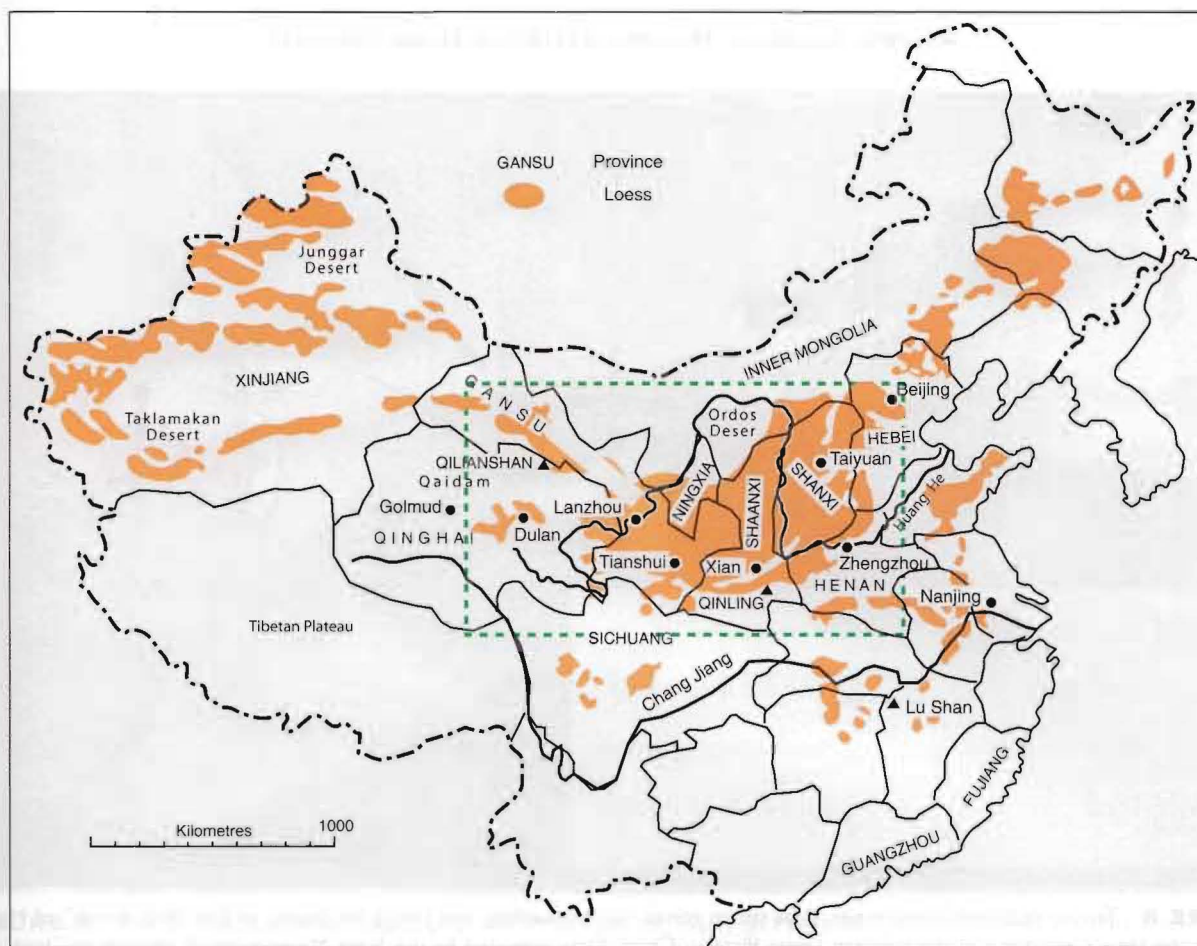 GANSU Province
Loess
Junggar
Desert
INNER MONGOLIA
XINJIANG
GANSU
Beijing
Ordos
Deser
Taklamakan
Desert
HEBEI
QILIANSHAN
Taiyuan
Qaidam
NINGXIA
SHAANXI
SHANXI
Golmud
Lanzhou
Huang He
QINGHAI
Dulan
Tianshui
Xian
Zhengzhou
HENAN
QINLING
Nanjing
Tibetan Plateau
SICHUANG
Chang Jiang
Lu Shan
FUJIANG
Kilometres 1000
GUANGZHOU